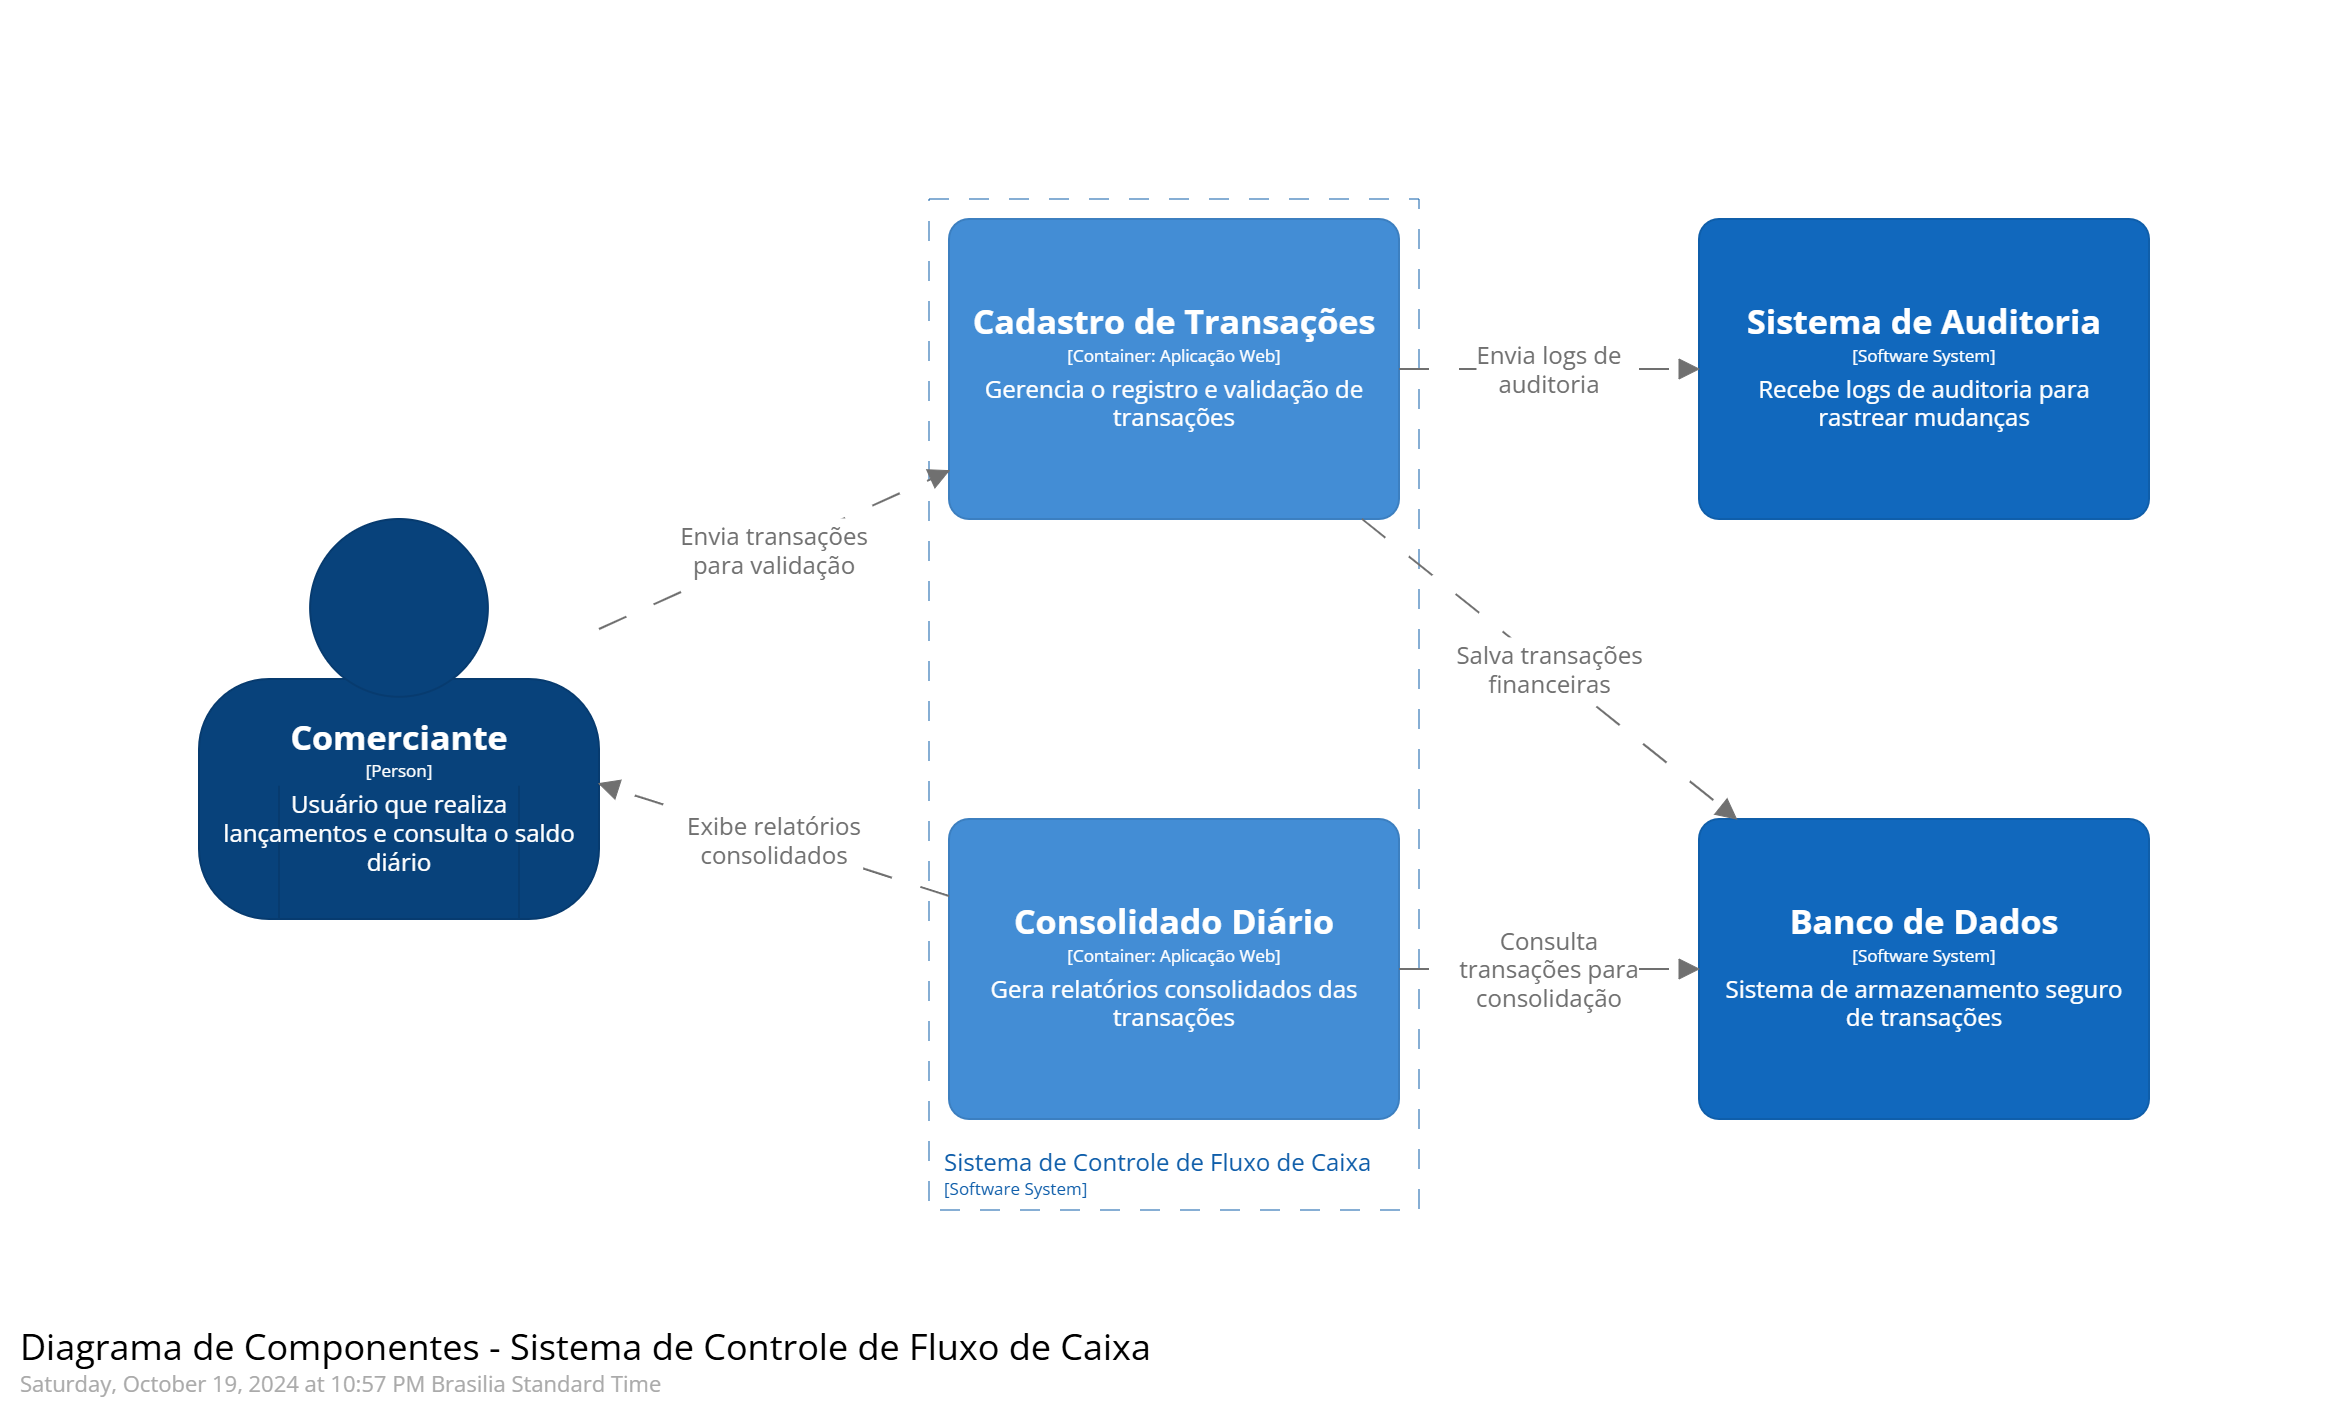 Cadastro de Transações
[Container: Aplicação Web]
Gerencia o registro e validação de
transações
Envia logs de
auditoria
Sistema de Auditoria
[Software System]
Recebe logs de auditoria para
rastrear mudanças
Envia transações
para validação
Salva transações
financeiras
Comerciante
[Person]
Usuário que realiza
lançamentos e consulta o saldo
diário
Exibe relatórios
consolidados
Consolidado Diário
[Container: Aplicação Web]
Gera relatórios consolidados das
transações
Consulta
transações para
consolidação
Banco de Dados
[Software System]
Sistema de armazenamento seguro
de transações
Sistema de Controle de Fluxo de Caixa
[Software System]
Diagrama de Componentes - Sistema de Controle de Fluxo de Caixa
Saturday, October 19, 2024 at 10:57 PM Brasilia Standard Time